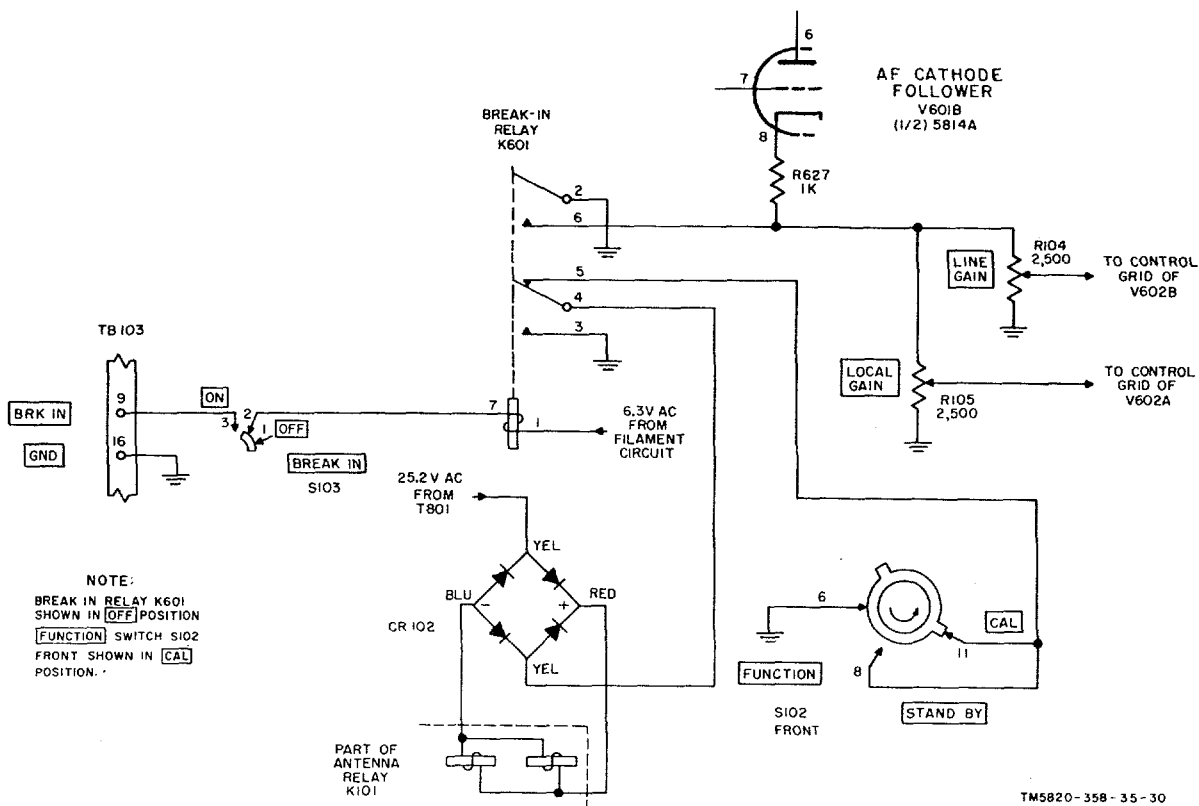 6
7
8
AF CATHODE
FOLLOWER
V601B
(1/2) 5814A
BREAK-IN
RELAY
K601
R627
1K
2
6
5
4
3
LINE
GAIN
R104
2,500
TO CONTROL
GRID OF
V602B
LOCAL
GAIN
R105
2,500
TO CONTROL
GRID OF
V602A
TB103
BRK IN
9
ON
3
2
1
OFF
BREAK IN
S103
GND
16
7
1
6.3V AC
FROM
FILAMENT
CIRCUIT
25.2V AC
FROM
T801
YEL
BLU
-
+
RED
CR102
YEL
NOTE:
BREAK IN RELAY K601
SHOWN IN OFF POSITION
FUNCTION SWITCH S102
FRONT SHOWN IN CAL
POSITION.
6
CAL
11
8
FUNCTION
S102
FRONT
STAND BY
PART OF
ANTENNA
RELAY
K101
TM5820-358-35-30